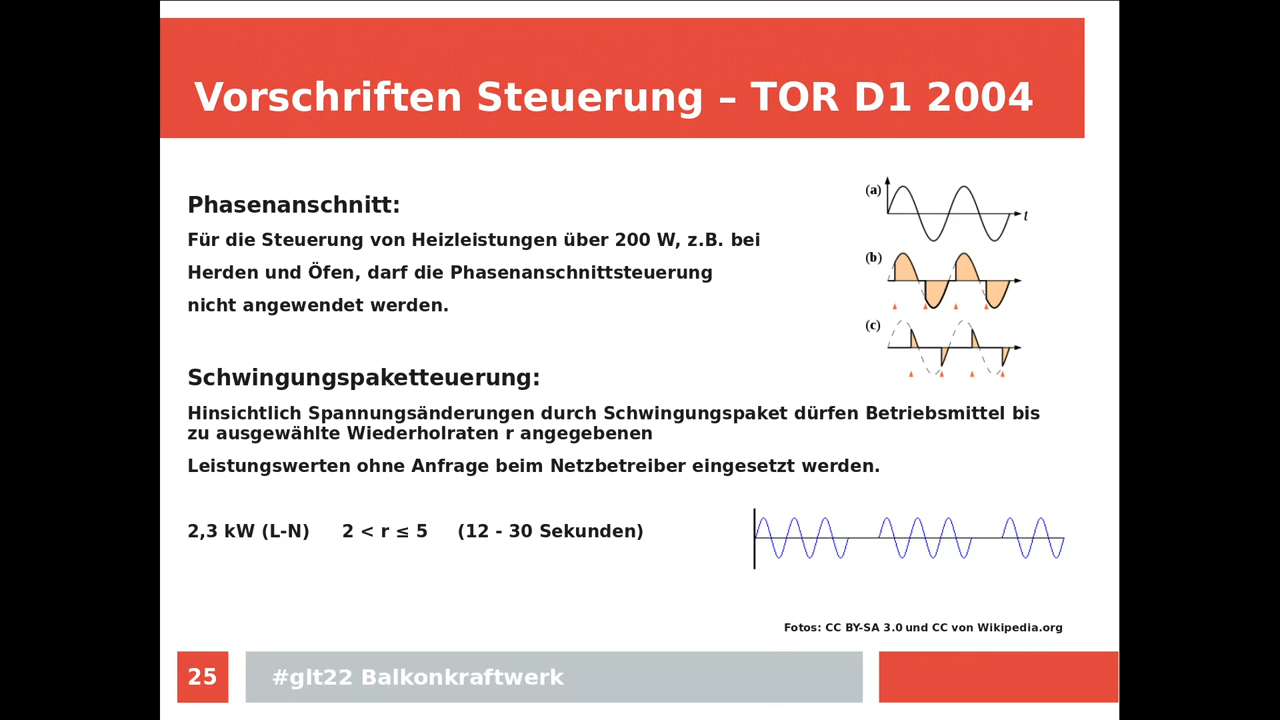 Vorschriften Steuerung – TOR D1 2004
Phasenanschnitt:
Für die Steuerung von Heizleistungen über 200 W, z.B. bei
Herden und Öfen, darf die Phasenanschnittsteuerung
nicht angewendet werden.
(a)
t
(b)
(c)
Schwingungspaketteuerung:
Hinsichtlich Spannungsänderungen durch Schwingungspaket dürfen Betriebsmittel bis
zu ausgewählte Wiederholraten r angegebenen
Leistungswerten ohne Anfrage beim Netzbetreiber eingesetzt werden.
2,3 kW (L-N) 2 < r ≤ 5 (12 - 30 Sekunden)
Fotos: CC BY-SA 3.0 und CC von Wikipedia.org
25
#glt22 Balkonkraftwerk